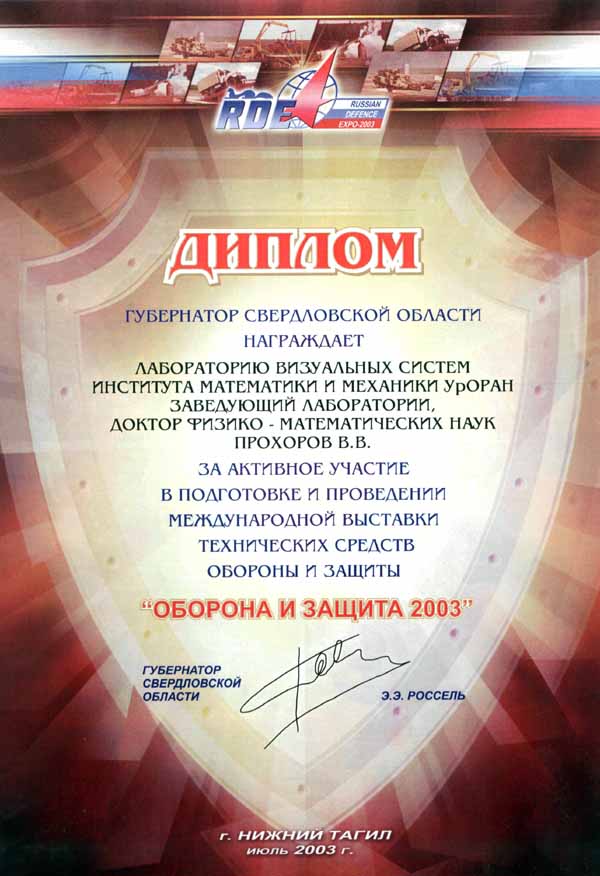 RDE
RUSSIAN
DEFENCE
EXPO-2003
ДИПЛОМ
ГУБЕРНАТОР СВЕРДЛОВСКОЙ ОБЛАСТИ
НАГРАЖДАЕТ
ЛАБОРАТОРИЮ ВИЗУАЛЬНЫХ СИСТЕМ
ИНСТИТУТА МАТЕМАТИКИ И МЕХАНИКИ УрОРАН
ЗАВЕДУЮЩИЙ ЛАБОРАТОРИИ,
ДОКТОР ФИЗИКО - МАТЕМАТИЧЕСКИХ НАУК
ПРОХОРОВ В.В.
ЗА АКТИВНОЕ УЧАСТИЕ
В ПОДГОТОВКЕ И ПРОВЕДЕНИИ
МЕЖДУНАРОДНОЙ ВЫСТАВКИ
ТЕХНИЧЕСКИХ СРЕДСТВ
ОБОРОНЫ И ЗАЩИТЫ
“ОБОРОНА И ЗАЩИТА 2003”
ГУБЕРНАТОР
СВЕРДЛОВСКОЙ
ОБЛАСТИ
Э.Э. РОССЕЛЬ
г. НИЖНИЙ ТАГИЛ
июль 2003 г.